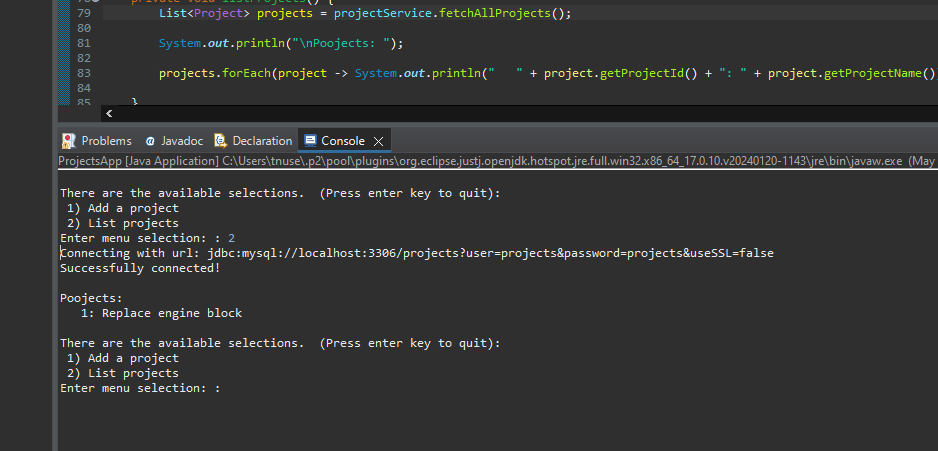 78 private void listProjects() {
79 List<Project> projects = projectService.fetchAllProjects();
80
81 System.out.println("\nPoojects: ");
82
83 projects.forEach(project -> System.out.println("   " + project.getProjectId() + ": " + project.getProjectName()
84
85 }
Problems @ Javadoc Declaration Console
ProjectsApp [Java Application] C:\Users\tnuse\.p2\pool\plugins\org.eclipse.justj.openjdk.hotspot.jre.full.win32.x86_64_17.0.10.v20240120-1143\jre\bin\javaw.exe (May
There are the available selections.  (Press enter key to quit):
1) Add a project
2) List projects
Enter menu selection: : 2
Connecting with url: jdbc:mysql://localhost:3306/projects?user=projects&password=projects&useSSL=false
Successfully connected!
Poojects:
1: Replace engine block
There are the available selections.  (Press enter key to quit):
1) Add a project
2) List projects
Enter menu selection: :